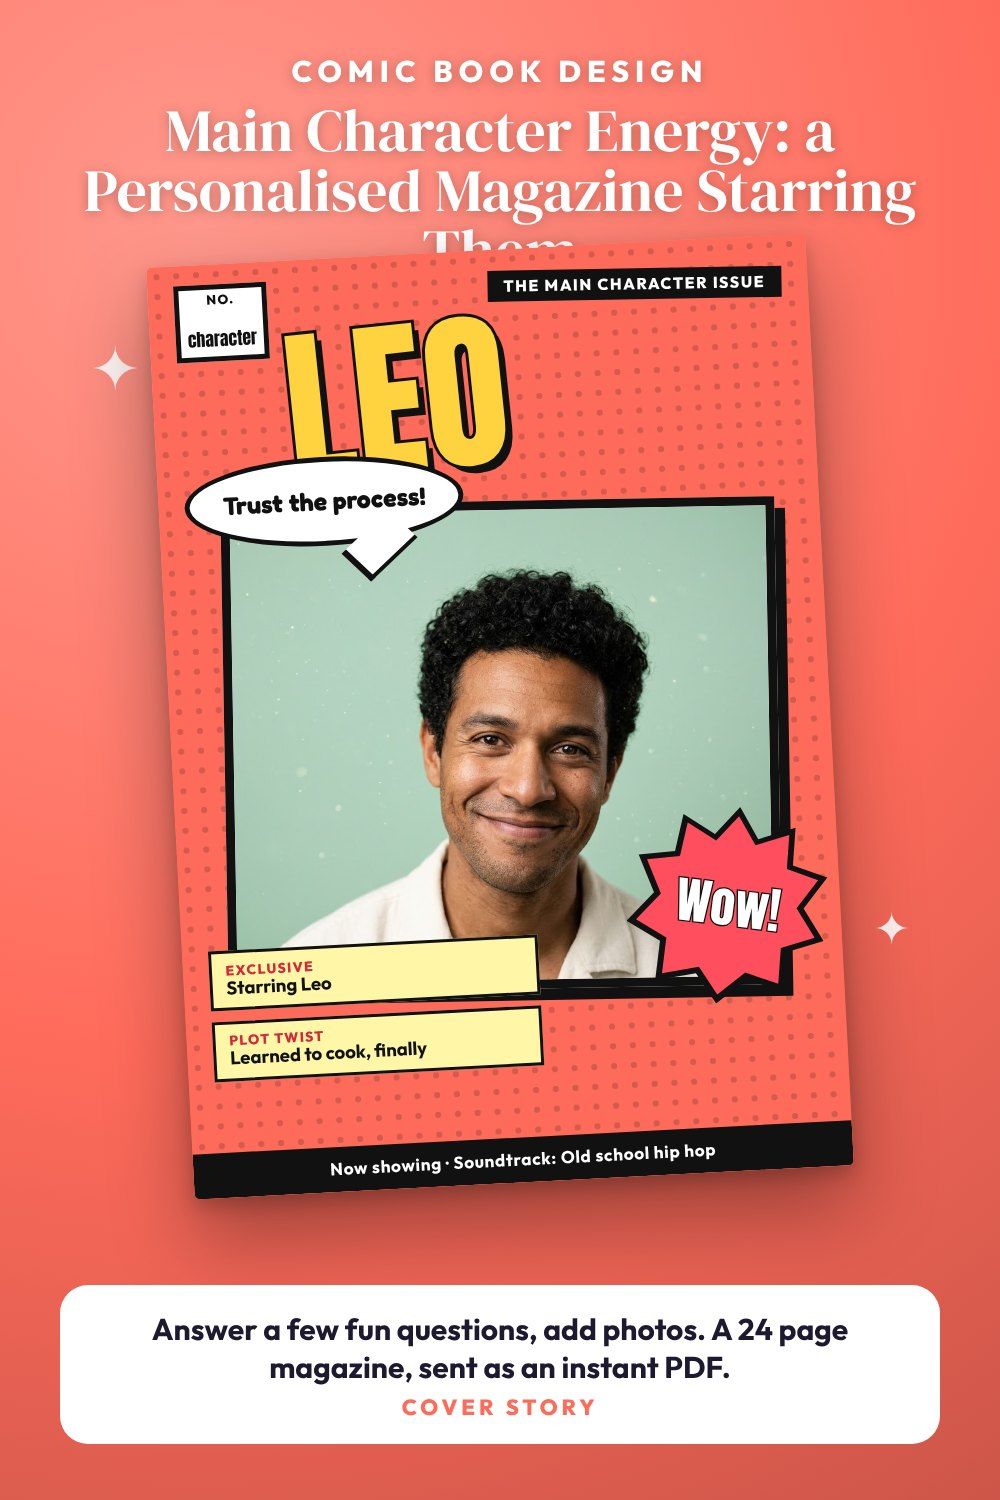 COMIC BOOK DESIGN
Main Character Energy: a
Personalised Magazine Starring
Them
THE MAIN CHARACTER ISSUE
NO.
character
LEO
Trust the process!
Wow!
EXCLUSIVE
Starring Leo
PLOT TWIST
Learned to cook, finally
Now showing · Soundtrack: Old school hip hop
Answer a few fun questions, add photos. A 24 page
magazine, sent as an instant PDF.
COVER STORY